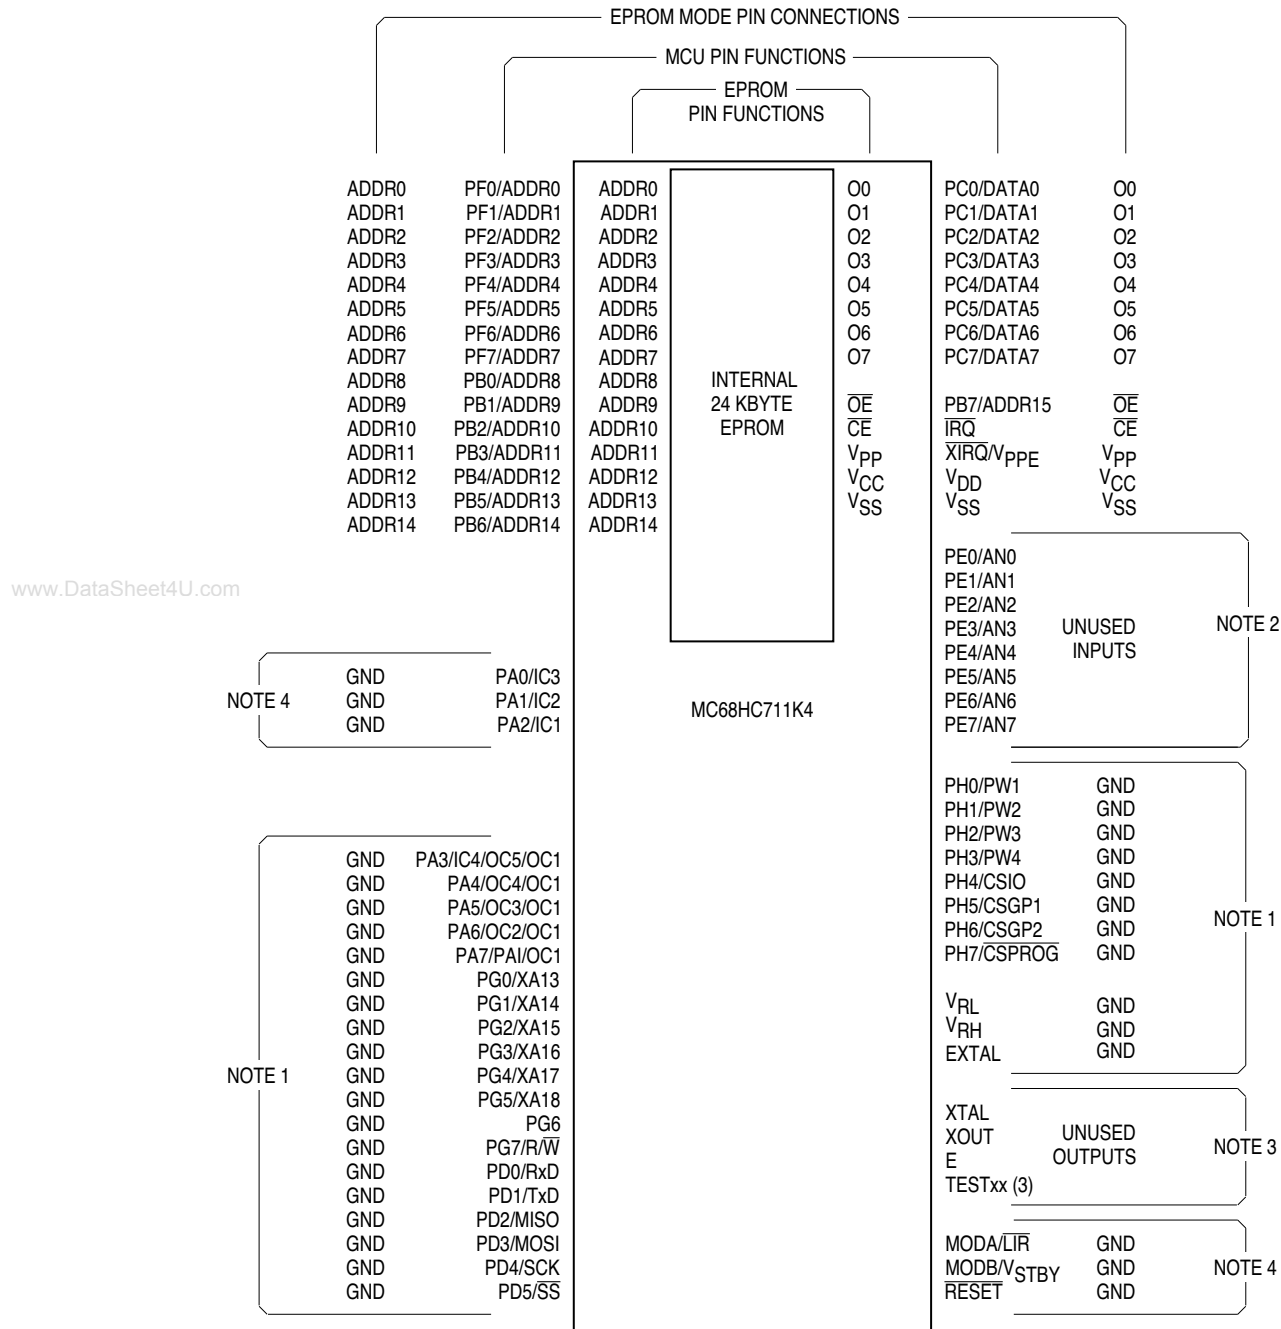 EPROM MODE PIN CONNECTIONS
MCU PIN FUNCTIONS
EPROM
PIN FUNCTIONS
ADDR0 PF0/ADDR0 ADDR0 O0 PC0/DATA0 O0
ADDR1 PF1/ADDR1 ADDR1 O1 PC1/DATA1 O1
ADDR2 PF2/ADDR2 ADDR2 O2 PC2/DATA2 O2
ADDR3 PF3/ADDR3 ADDR3 O3 PC3/DATA3 O3
ADDR4 PF4/ADDR4 ADDR4 O4 PC4/DATA4 O4
ADDR5 PF5/ADDR5 ADDR5 O5 PC5/DATA5 O5
ADDR6 PF6/ADDR6 ADDR6 O6 PC6/DATA6 O6
ADDR7 PF7/ADDR7 ADDR7 O7 PC7/DATA7 O7
ADDR8 PB0/ADDR8 ADDR8 INTERNAL
ADDR9 PB1/ADDR9 ADDR9 24 KBYTE OE PB7/ADDR15 OE
ADDR10 PB2/ADDR10 ADDR10 EPROM CE IRQ CE
ADDR11 PB3/ADDR11 ADDR11 VPP XIRQ/VPPE VPP
ADDR12 PB4/ADDR12 ADDR12 VCC VDD VCC
ADDR13 PB5/ADDR13 ADDR13 VSS VSS VSS
ADDR14 PB6/ADDR14 ADDR14
PE0/AN0
www.DataSheet4U.com PE1/AN1
PE2/AN2
PE3/AN3 UNUSED NOTE 2
PE4/AN4 INPUTS
GND PA0/IC3 PE5/AN5
NOTE 4 GND PA1/IC2 MC68HC711K4 PE6/AN6
GND PA2/IC1 PE7/AN7
PH0/PW1 GND
PH1/PW2 GND
PH2/PW3 GND
GND PA3/IC4/OC5/OC1 PH3/PW4 GND
GND PA4/OC4/OC1 PH4/CSIO GND
GND PA5/OC3/OC1 PH5/CSGP1 GND
GND PA6/OC2/OC1 PH6/CSGP2 GND NOTE 1
GND PA7/PAI/OC1 PH7/CSPROG GND
GND PG0/XA13
GND PG1/XA14 VRL GND
GND PG2/XA15 VRH GND
GND PG3/XA16 EXTAL GND
NOTE 1 GND PG4/XA17
GND PG5/XA18 XTAL
GND PG6 XOUT UNUSED
GND PG7/R/W E OUTPUTS NOTE 3
GND PD0/RxD TESTxx (3)
GND PD1/TxD
GND PD2/MISO
GND PD3/MOSI MODA/LIR GND
GND PD4/SCK MODB/VSTBY GND NOTE 4
GND PD5/SS RESET GND